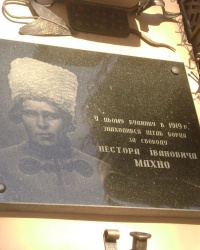 У цьому будинку в 1919 р.
знаходився штаб борця
за свободу
НЕСТОРА ІВАНОВИЧА
МАХНО